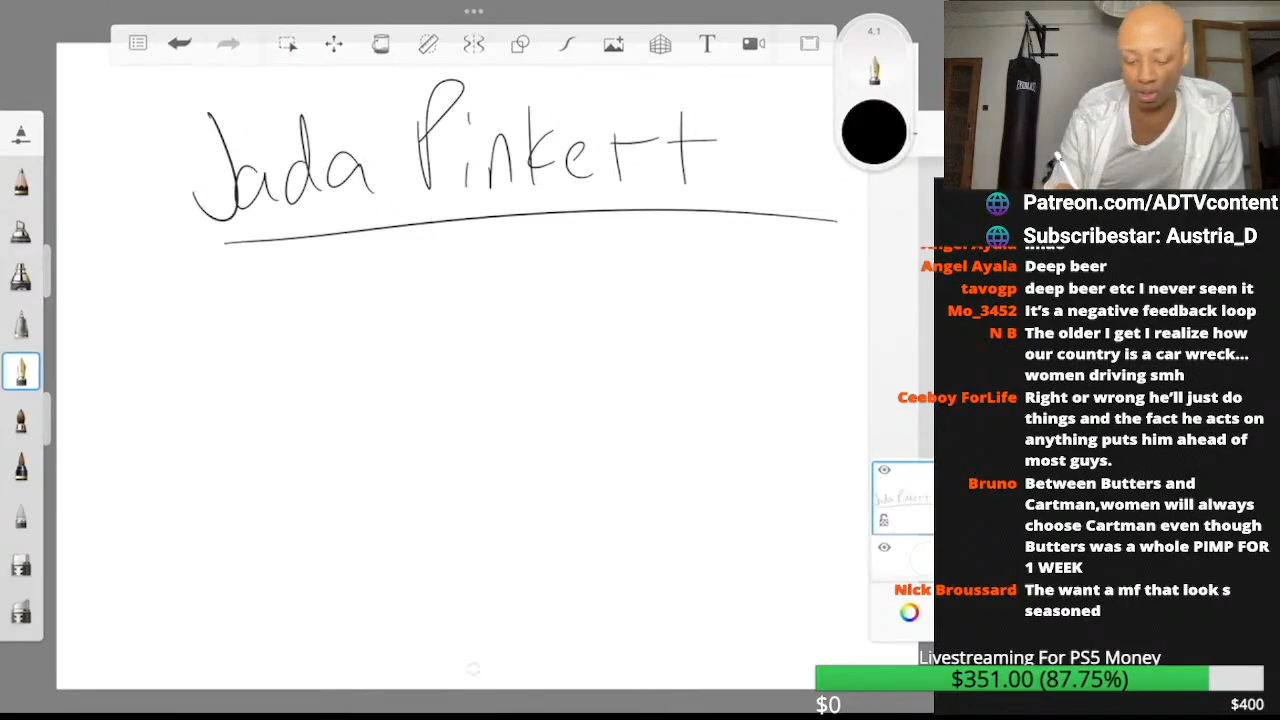 4.1
T
Jada Pinkertt
EVERLAST
Patreon.com/ADTVcontent
Subscribestar: Austria_D
Angel Ayala Deep beer
tavogp deep beer etc I never seen it
Mo_3452 It's a negative feedback loop
N B The older I get I realize how
our country is a car wreck...
women driving smh
Ceeboy ForLife Right or wrong he'll just do
things and the fact he acts on
anything puts him ahead of
most guys.
Bruno Between Butters and
Cartman,women will always
choose Cartman even though
Butters was a whole PIMP FOR
1 WEEK
Nick Broussard The want a mf that look s
seasoned
Livestreaming For PS5 Money
$351.00 (87.75%)
$0
$400